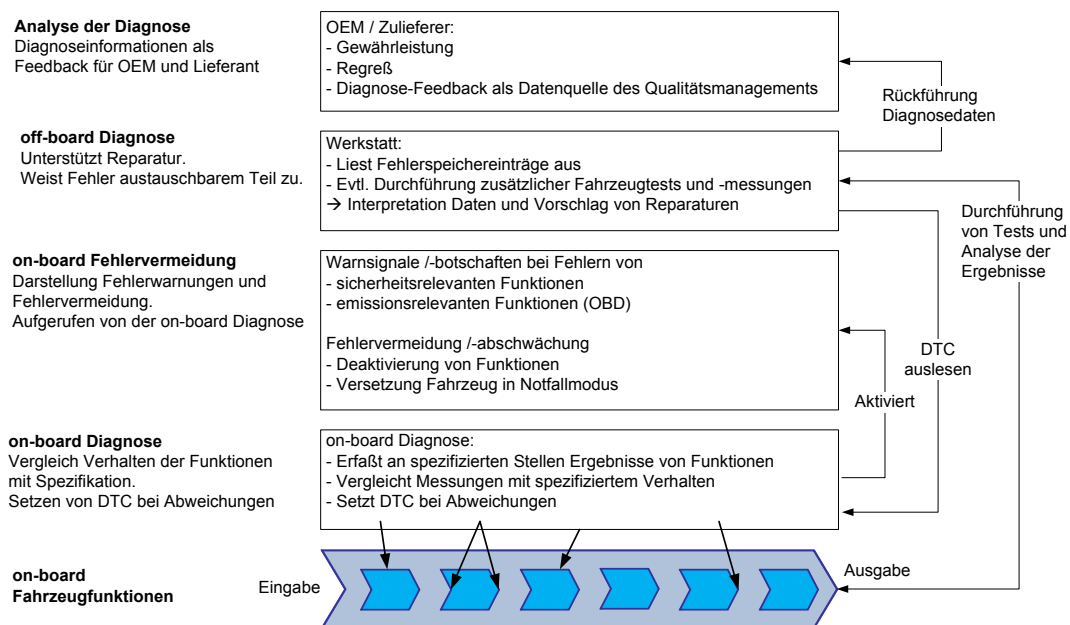 Analyse der Diagnose
Diagnoseinformationen als
Feedback für OEM und Lieferant
OEM / Zulieferer:
- Gewährleistung
- Regreß
- Diagnose-Feedback als Datenquelle des Qualitätsmanagements
Rückführung
Diagnosedaten
off-board Diagnose
Unterstützt Reparatur.
Weist Fehler austauschbarem Teil zu.
Werkstatt:
- Liest Fehlerspeichereinträge aus
- Evtl. Durchführung zusätzlicher Fahrzeugtests und -messungen
→ Interpretation Daten und Vorschlag von Reparaturen
Durchführung
von Tests und
Analyse der
Ergebnisse
on-board Fehlervermeidung
Darstellung Fehlerwarnungen und
Fehlervermeidung.
Aufgerufen von der on-board Diagnose
Warnsignale /-botschaften bei Fehlern von
- sicherheitsrelevanten Funktionen
- emissionsrelevanten Funktionen (OBD)
Fehlervermeidung /-abschwächung
- Deaktivierung von Funktionen
- Versetzung Fahrzeug in Notfallmodus
DTC
auslesen
Aktiviert
on-board Diagnose
Vergleich Verhalten der Funktionen
mit Spezifikation.
Setzen von DTC bei Abweichungen
on-board Diagnose:
- Erfaßt an spezifizierten Stellen Ergebnisse von Funktionen
- Vergleicht Messungen mit spezifiziertem Verhalten
- Setzt DTC bei Abweichungen
on-board
Fahrzeugfunktionen
Eingabe
Ausgabe